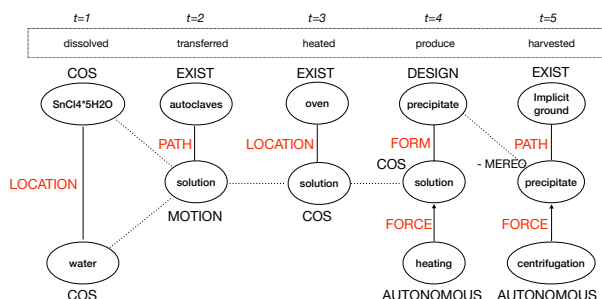 t=1 t=2 t=3 t=4 t=5
dissolved transferred heated produce harvested
COS EXIST EXIST DESIGN EXIST
SnCl4*5H2O autoclaves oven precipitate Implicit
ground
PATH LOCATION FORM PATH
COS - MEREO
LOCATION solution solution solution precipitate
MOTION COS
FORCE FORCE
water heating centrifugation
COS AUTONOMOUS AUTONOMOUS